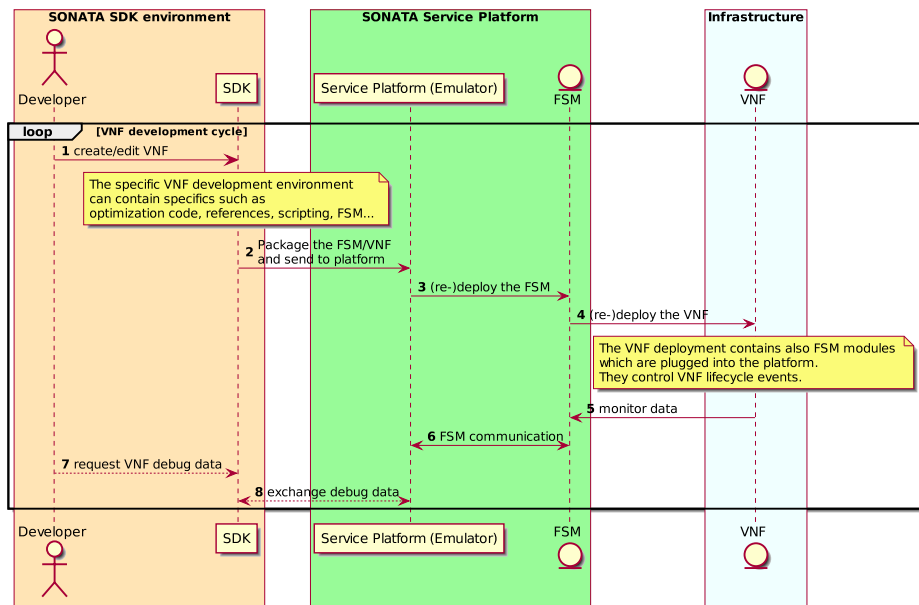 SONATA SDK environment
SONATA Service Platform
Infrastructure
Developer
SDK
Service Platform (Emulator)
FSM
VNF
loop [VNF development cycle]
1 create/edit VNF
The specific VNF development environment
can contain specifics such as
optimization code, references, scripting, FSM...
2 Package the FSM/VNF
and send to platform
3 (re-)deploy the FSM
4 (re-)deploy the VNF
The VNF deployment contains also FSM modules
which are plugged into the platform.
They control VNF lifecycle events.
5 monitor data
6 FSM communication
7 request VNF debug data
8 exchange debug data
Developer
SDK
Service Platform (Emulator)
FSM
VNF